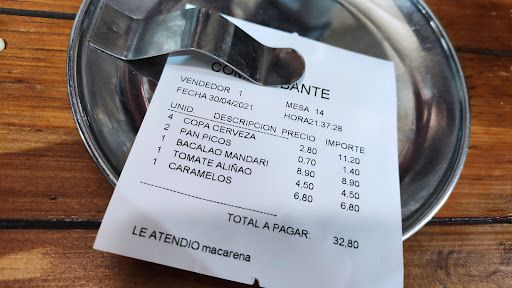 VENDEDOR 1 MESA 14
FECHA 30/04/2021 HORA21:37:28
UNID DESCRIPCION PRECIO IMPORTE
4 COPA CERVEZA 2,80 11,20
2 PAN PICOS 0,70 1,40
1 BACALAO MANDARI 8,90 8,90
1 TOMATE ALIÑAO 4,50 4,50
1 CARAMELOS 6,80 6,80
TOTAL A PAGAR: 32,80
LE ATENDIO macarena